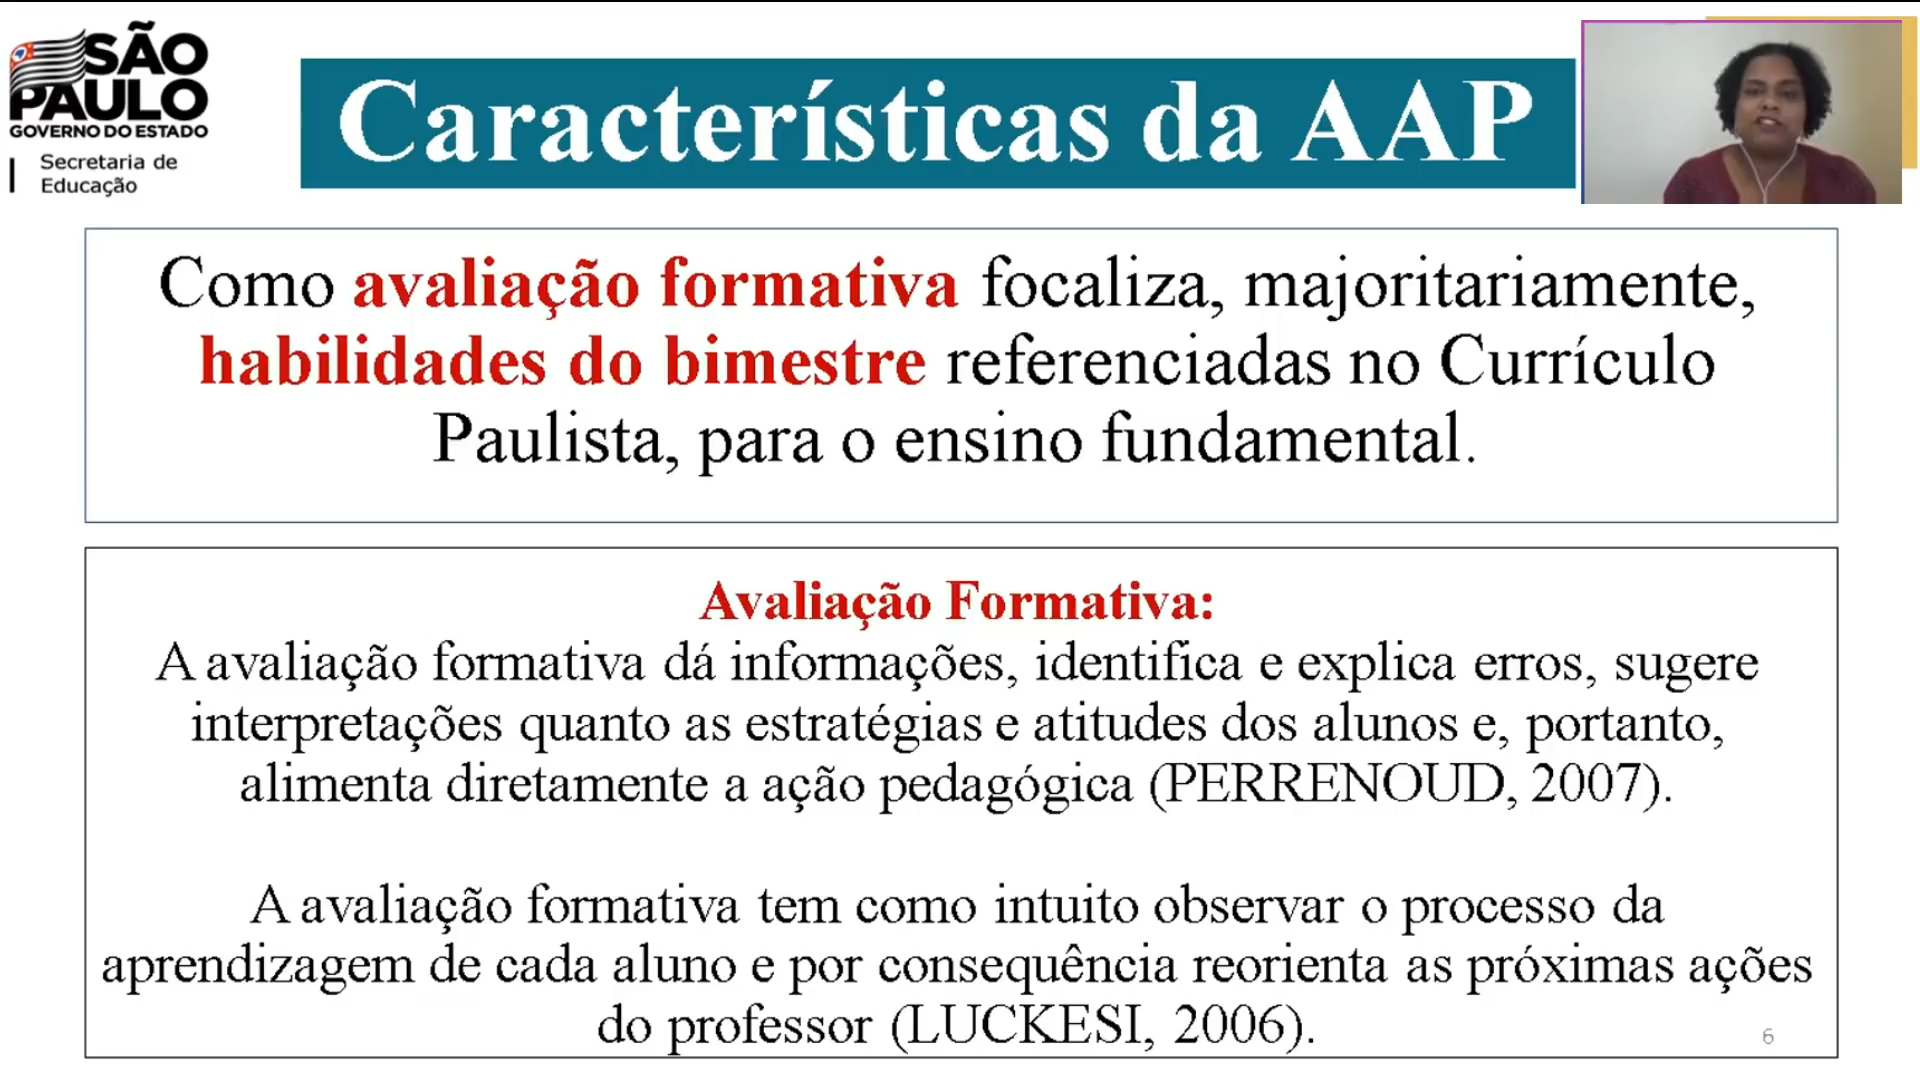 SÃO
PAULO
GOVERNO DO ESTADO
Secretaria de
Educação
Características da AAP
Como avaliação formativa focaliza, majoritariamente,
habilidades do bimestre referenciadas no Currículo
Paulista, para o ensino fundamental.
Avaliação Formativa:
A avaliação formativa dá informações, identifica e explica erros, sugere
interpretações quanto as estratégias e atitudes dos alunos e, portanto,
alimenta diretamente a ação pedagógica (PERRENOUD, 2007).
A avaliação formativa tem como intuito observar o processo da
aprendizagem de cada aluno e por consequência reorienta as próximas ações
do professor (LUCKESI, 2006).
6